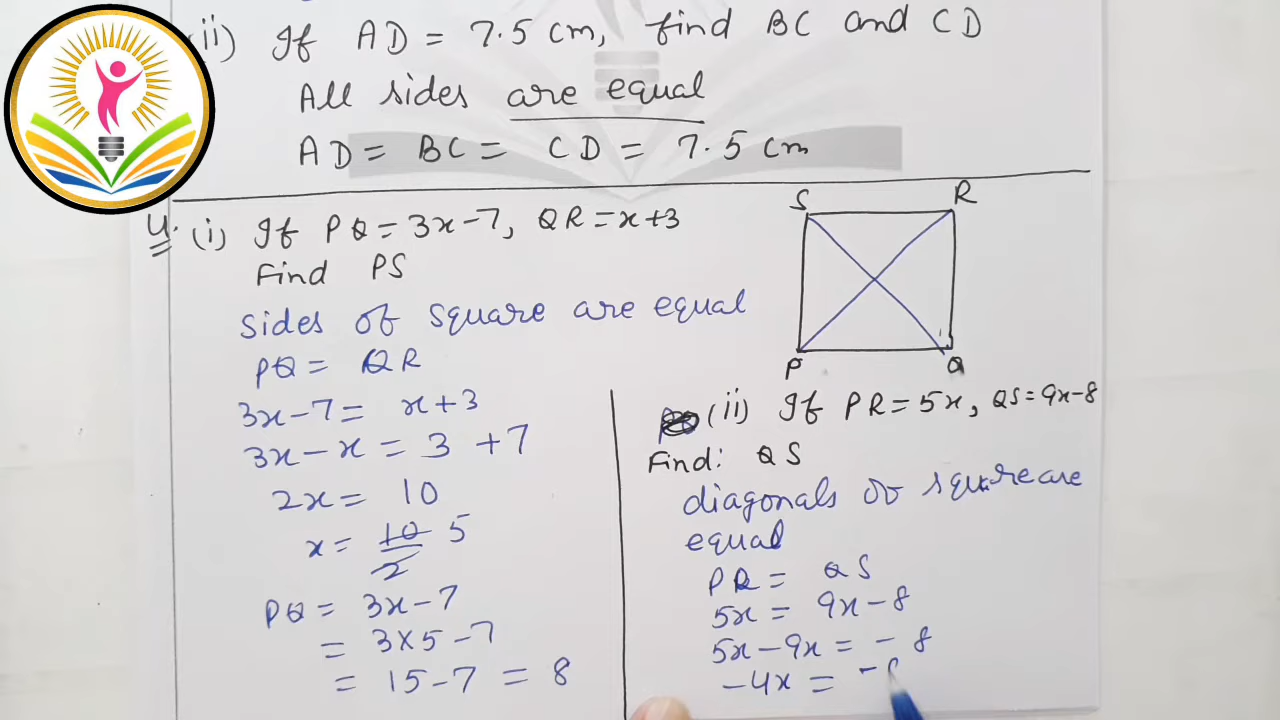 (ii) If AD = 7.5 cm, find BC and CD
All sides are equal
AD = BC = CD = 7.5 cm
4. (i) If PQ = 3x-7, QR = x+3
Find PS
sides of square are equal
PQ = QR
3x-7 = x+3
3x-x = 3 +7
2x = 10
x = 10/2 5
PQ = 3x-7
= 3×5-7
= 15-7 = 8
S R
P Q
(ii) If PR = 5x, QS = 9x-8
Find: QS
diagonals of square are
equal
PR = QS
5x = 9x-8
5x-9x = -8
-4x = -